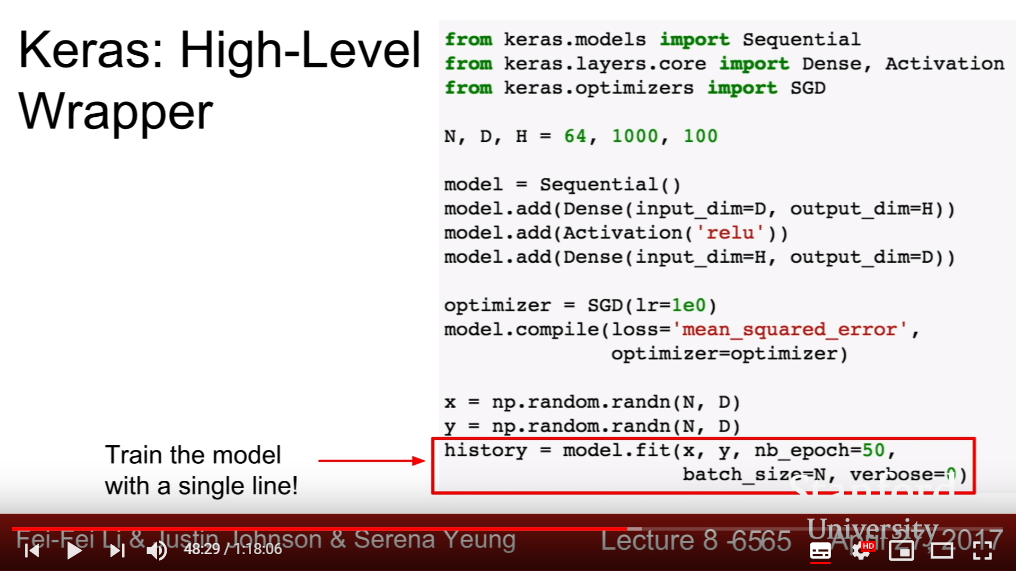 Keras: High-Level
Wrapper
from keras.models import Sequential
from keras.layers.core import Dense, Activation
from keras.optimizers import SGD
N, D, H = 64, 1000, 100
model = Sequential()
model.add(Dense(input_dim=D, output_dim=H))
model.add(Activation('relu'))
model.add(Dense(input_dim=H, output_dim=D))
optimizer = SGD(lr=1e0)
model.compile(loss='mean_squared_error',
optimizer=optimizer)
x = np.random.randn(N, D)
y = np.random.randn(N, D)
history = model.fit(x, y, nb_epoch=50,
batch_size=N, verbose=0)
Train the model
with a single line!
Stanford
University
Fei-Fei Li & Justin Johnson & Serena Yeung
Lecture 8 -
April 27, 2017
48:29 / 1:18:06
HD